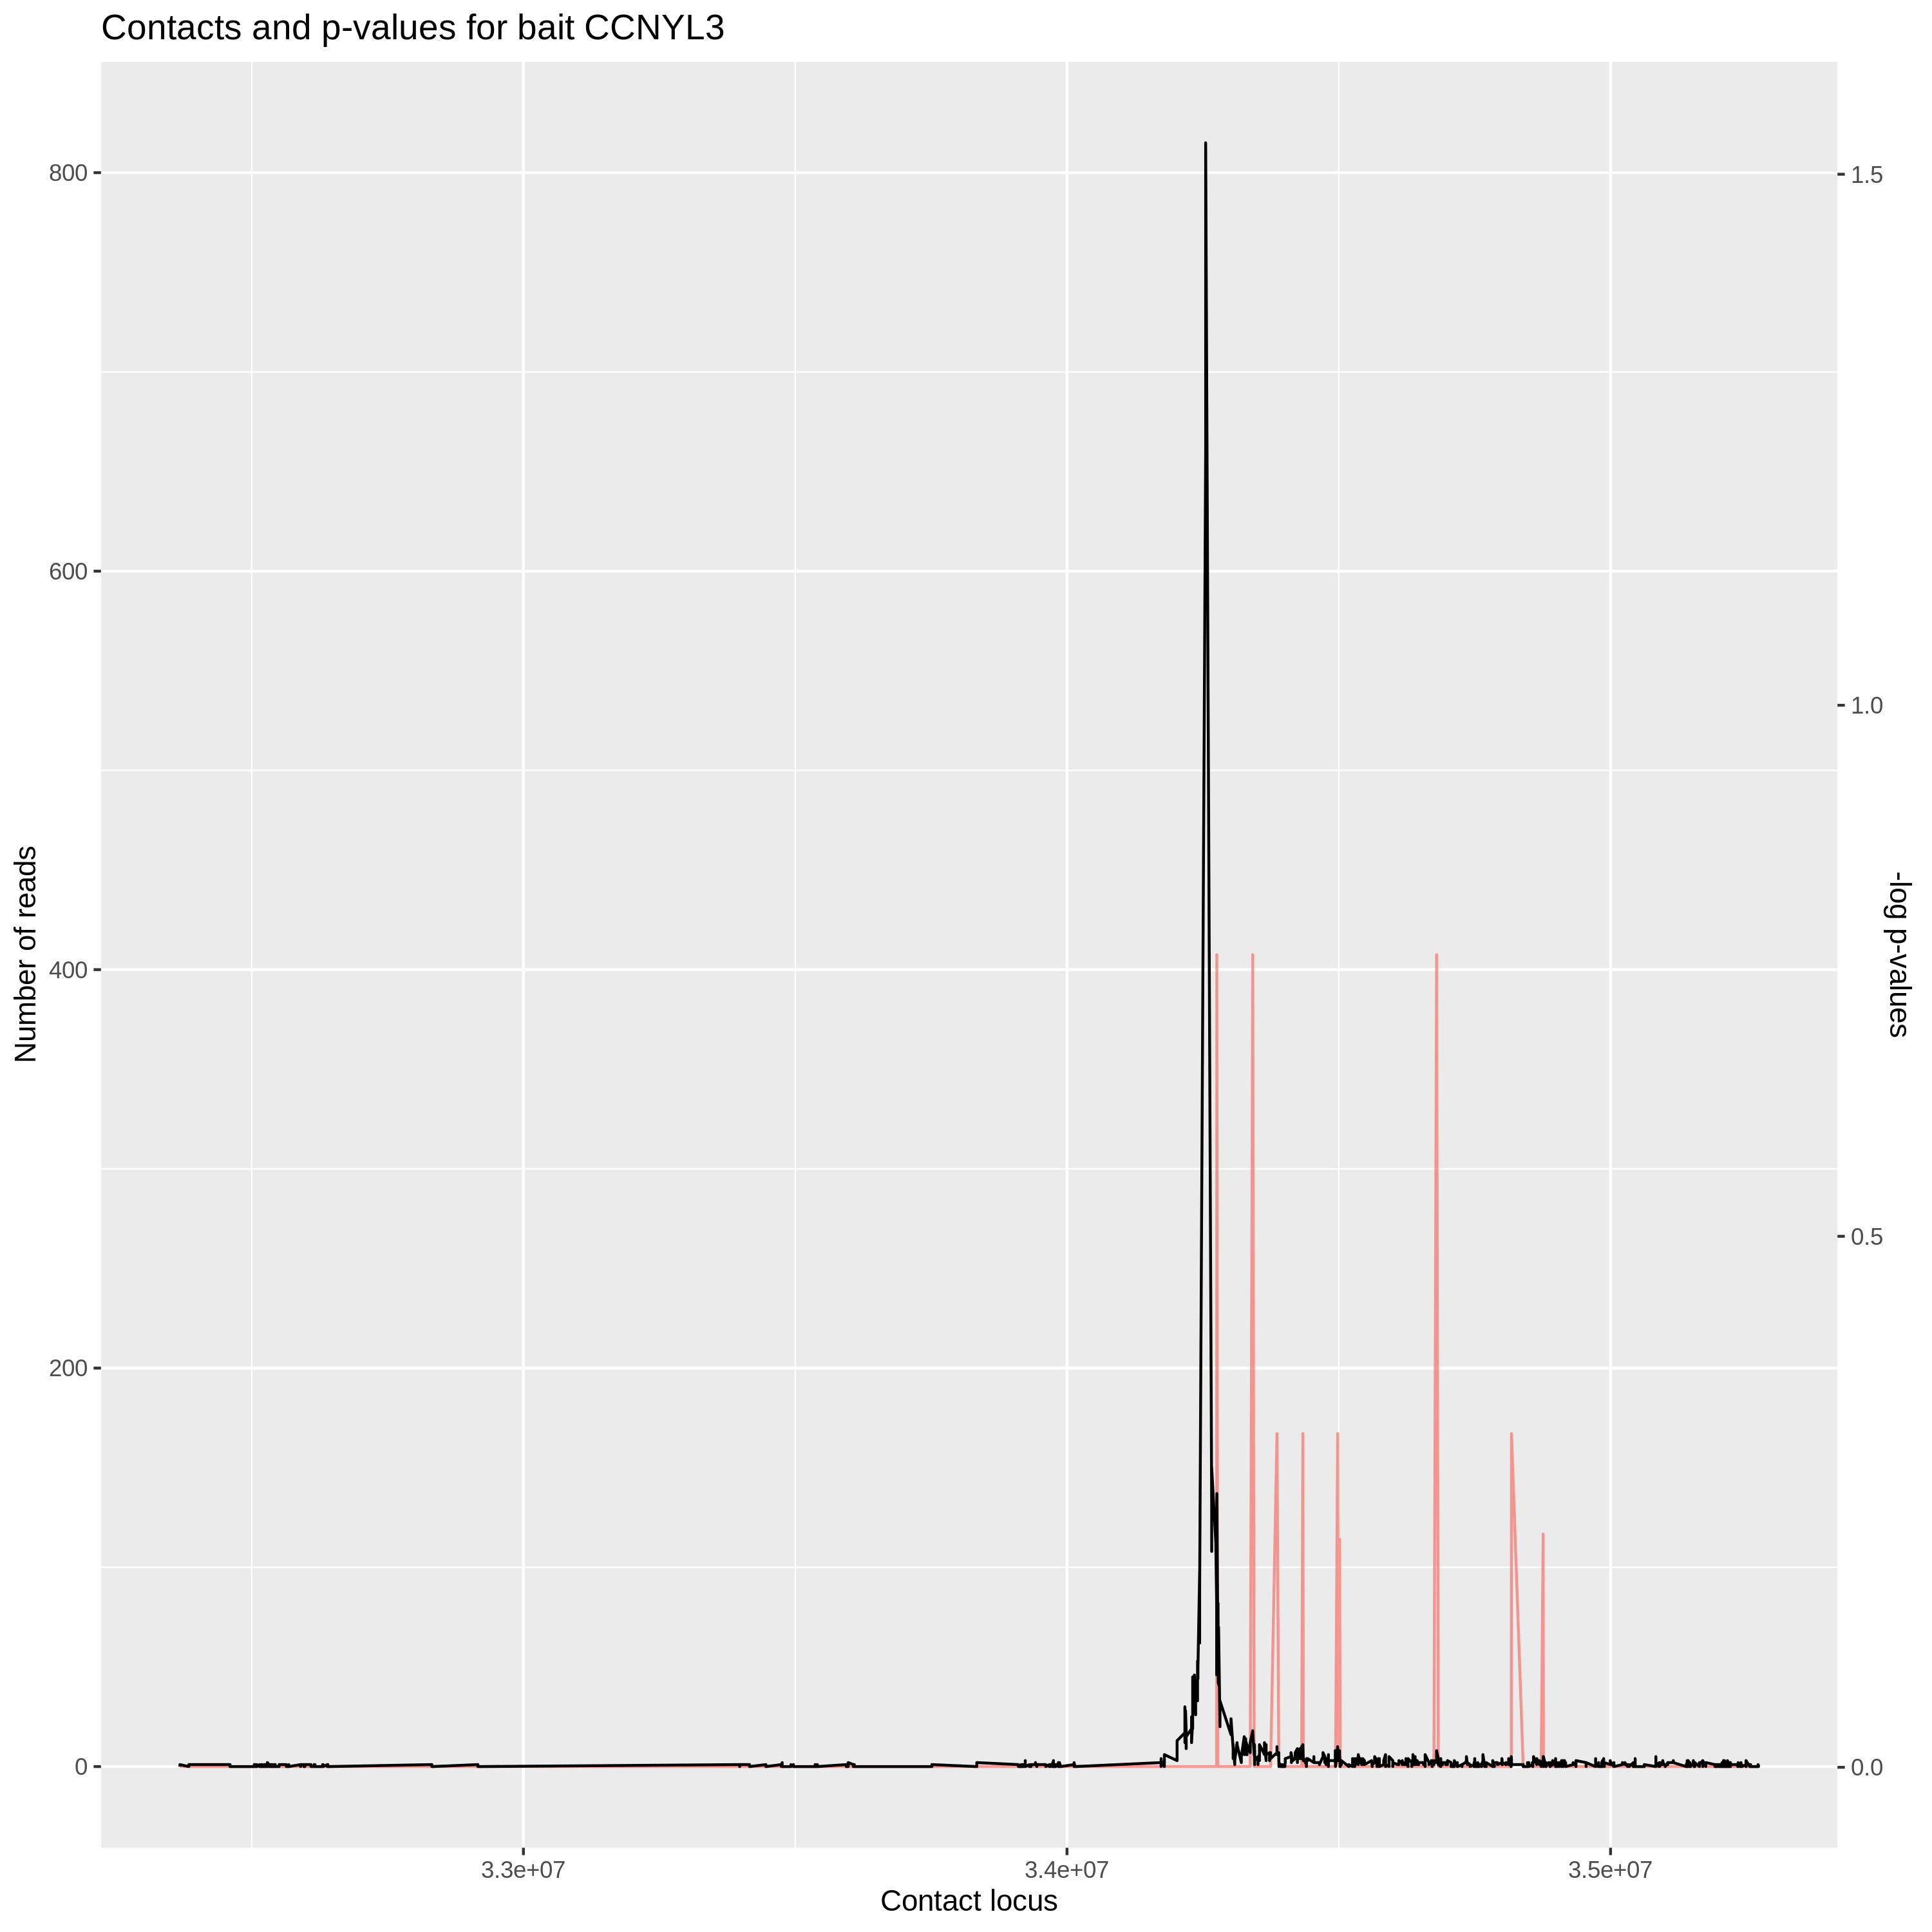 Contacts and p-values for bait CCNYL3
800
600
400
200
0
Number of reads
1.5
1.0
0.5
0.0
-log p-values
3.3e+07
3.4e+07
3.5e+07
Contact locus